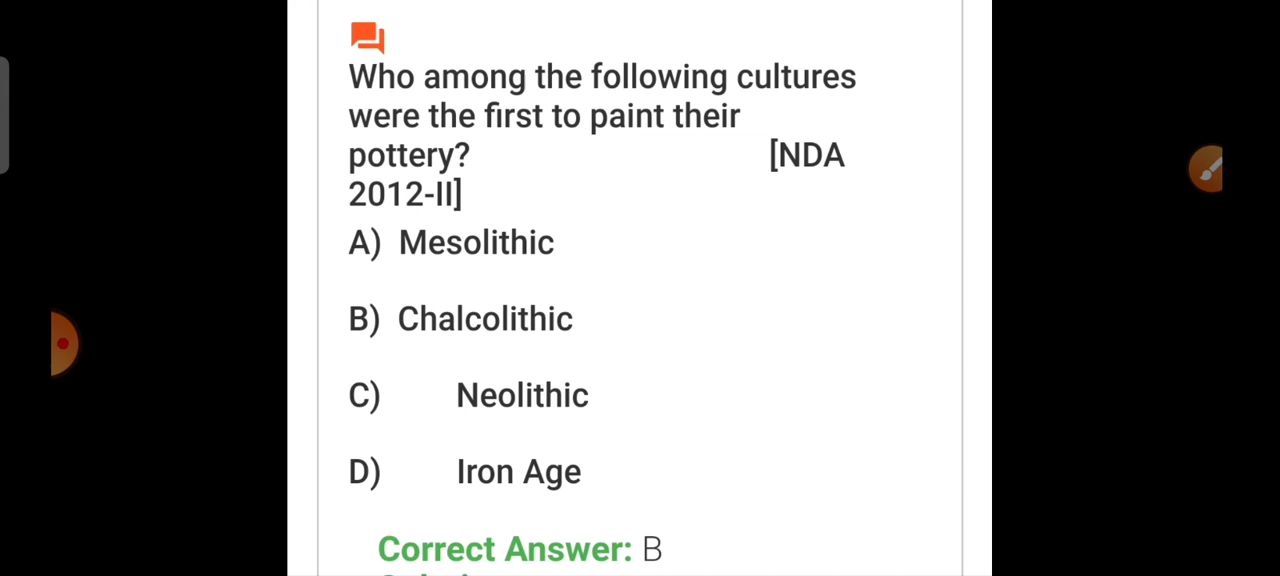 Who among the following cultures
were the first to paint their
pottery? [NDA
2012-II]
A) Mesolithic
B) Chalcolithic
C) Neolithic
D) Iron Age
Correct Answer: B